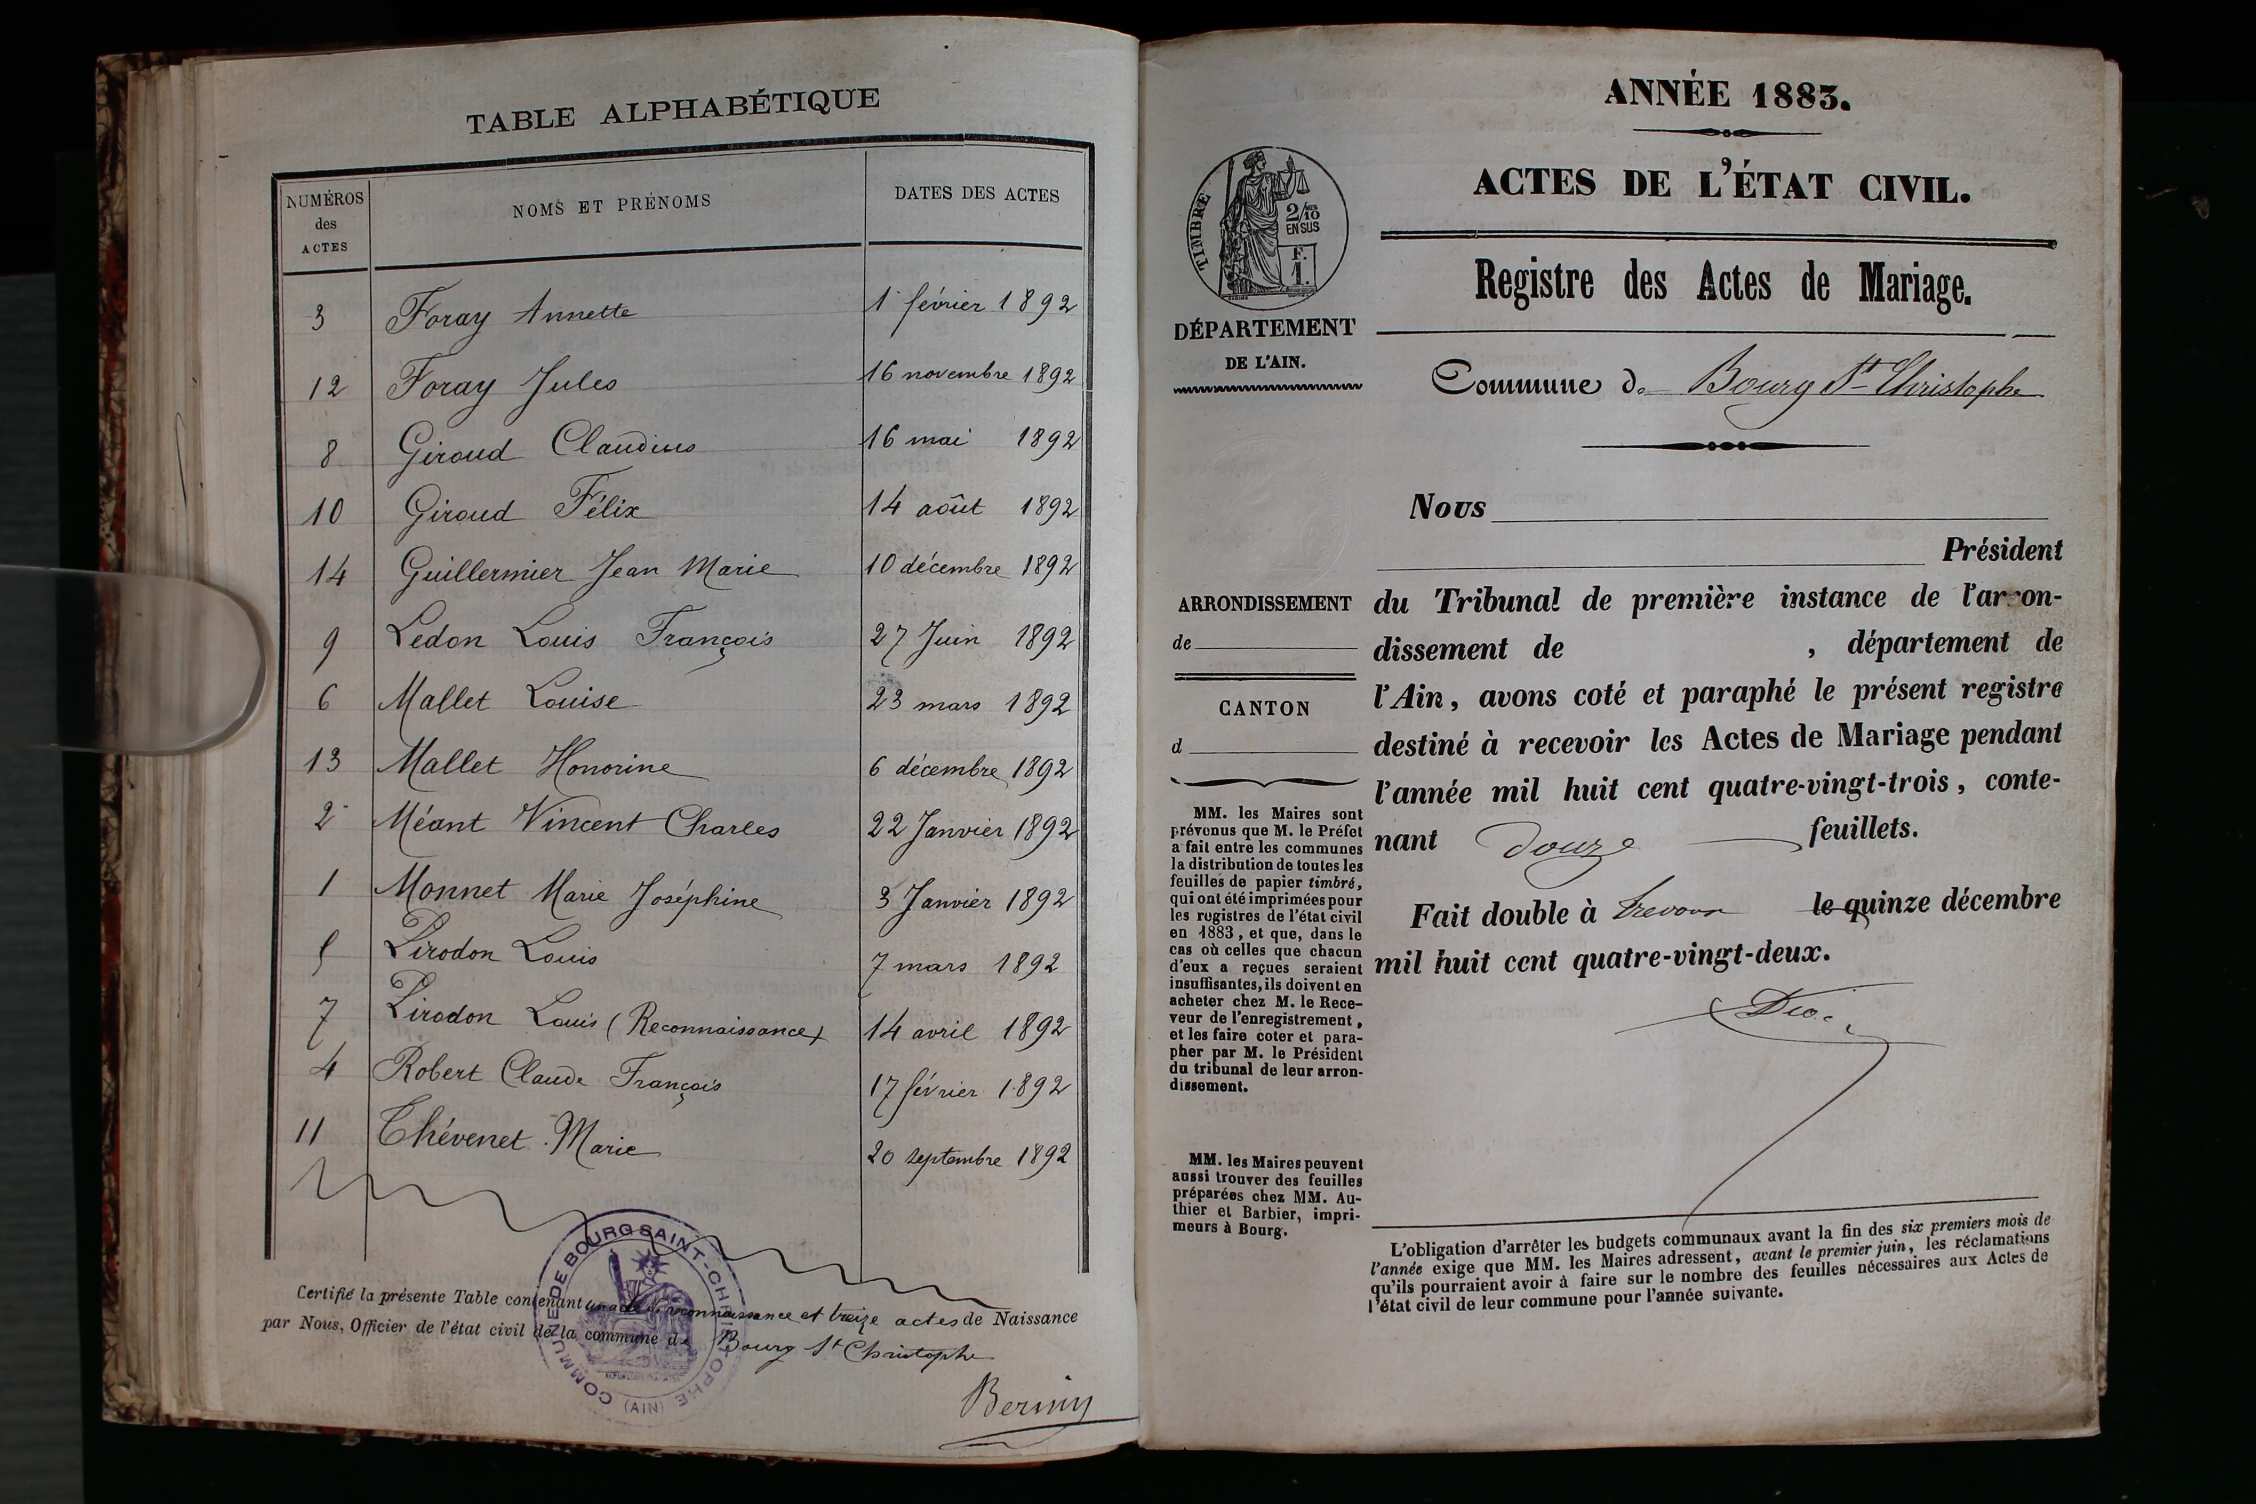 TABLE ALPHABÉTIQUE
NUMÉROS des ACTES NOMS ET PRÉNOMS DATES DES ACTES
3 Foray Annette 1 février 1892
12 Foray Jules 16 novembre 1892
8 Giroud Claudius 16 mai 1892
10 Giroud Félix 14 août 1892
14 Guillermier Jean Marie 10 décembre 1892
9 Ledon Louis François 27 Juin 1892
6 Mallet Louise 23 mars 1892
13 Mallet Honorine 6 décembre 1892
2 Méant Vincent Charles 22 Janvier 1892
1 Monnet Marie Joséphine 3 Janvier 1892
5 Pirodon Louis 7 mars 1892
7 Pirodon Louis (Reconnaissance) 14 avril 1892
4 Robert Claude François 17 février 1892
11 Thévenet Marie 20 septembre 1892
COMMUNE DE BOURG SAINT-CHRISTOPHE
(AIN)
Certifié la présente Table contenant un acte de reconnaissance et treize actes de Naissance
par Nous, Officier de l'état civil de la commune de Bourg St Christophe
ANNÉE 1883.
ACTES DE L'ÉTAT CIVIL.
TIMBRE
2/10
EN SUS
F.
1.
Registre des Actes de Mariage.
DÉPARTEMENT
DE L'AIN.
Commune de Bourg St Christophe
Nous
Président
ARRONDISSEMENT
de
CANTON
d
du Tribunal de première instance de l'arron-
dissement de , département de
l'Ain, avons coté et paraphé le présent registre
destiné à recevoir les Actes de Mariage pendant
l'année mil huit cent quatre-vingt-trois, conte-
nant douze feuillets.
Fait double à Trevoux le quinze décembre
mil huit cent quatre-vingt-deux.
MM. les Maires sont
prévenus que M. le Préfet
a fait entre les communes
la distribution de toutes les
feuilles de papier timbré,
qui ont été imprimées pour
les registres de l'état civil
en 1883, et que, dans le
cas où celles que chacun
d'eux a reçues seraient
insuffisantes, ils doivent en
acheter chez M. le Rece-
veur de l'enregistrement,
et les faire coter et para-
pher par M. le Président
du tribunal de leur arron-
dissement.
MM. les Maires peuvent
aussi trouver des feuilles
préparées chez MM. Au-
thier et Barbier, impri-
meurs à Bourg.
L'obligation d'arrêter les budgets communaux avant la fin des six premiers mois de
l'année exige que MM. les Maires adressent, avant le premier juin, les réclamations
qu'ils pourraient avoir à faire sur le nombre des feuilles nécessaires aux Actes de
l'état civil de leur commune pour l'année suivante.